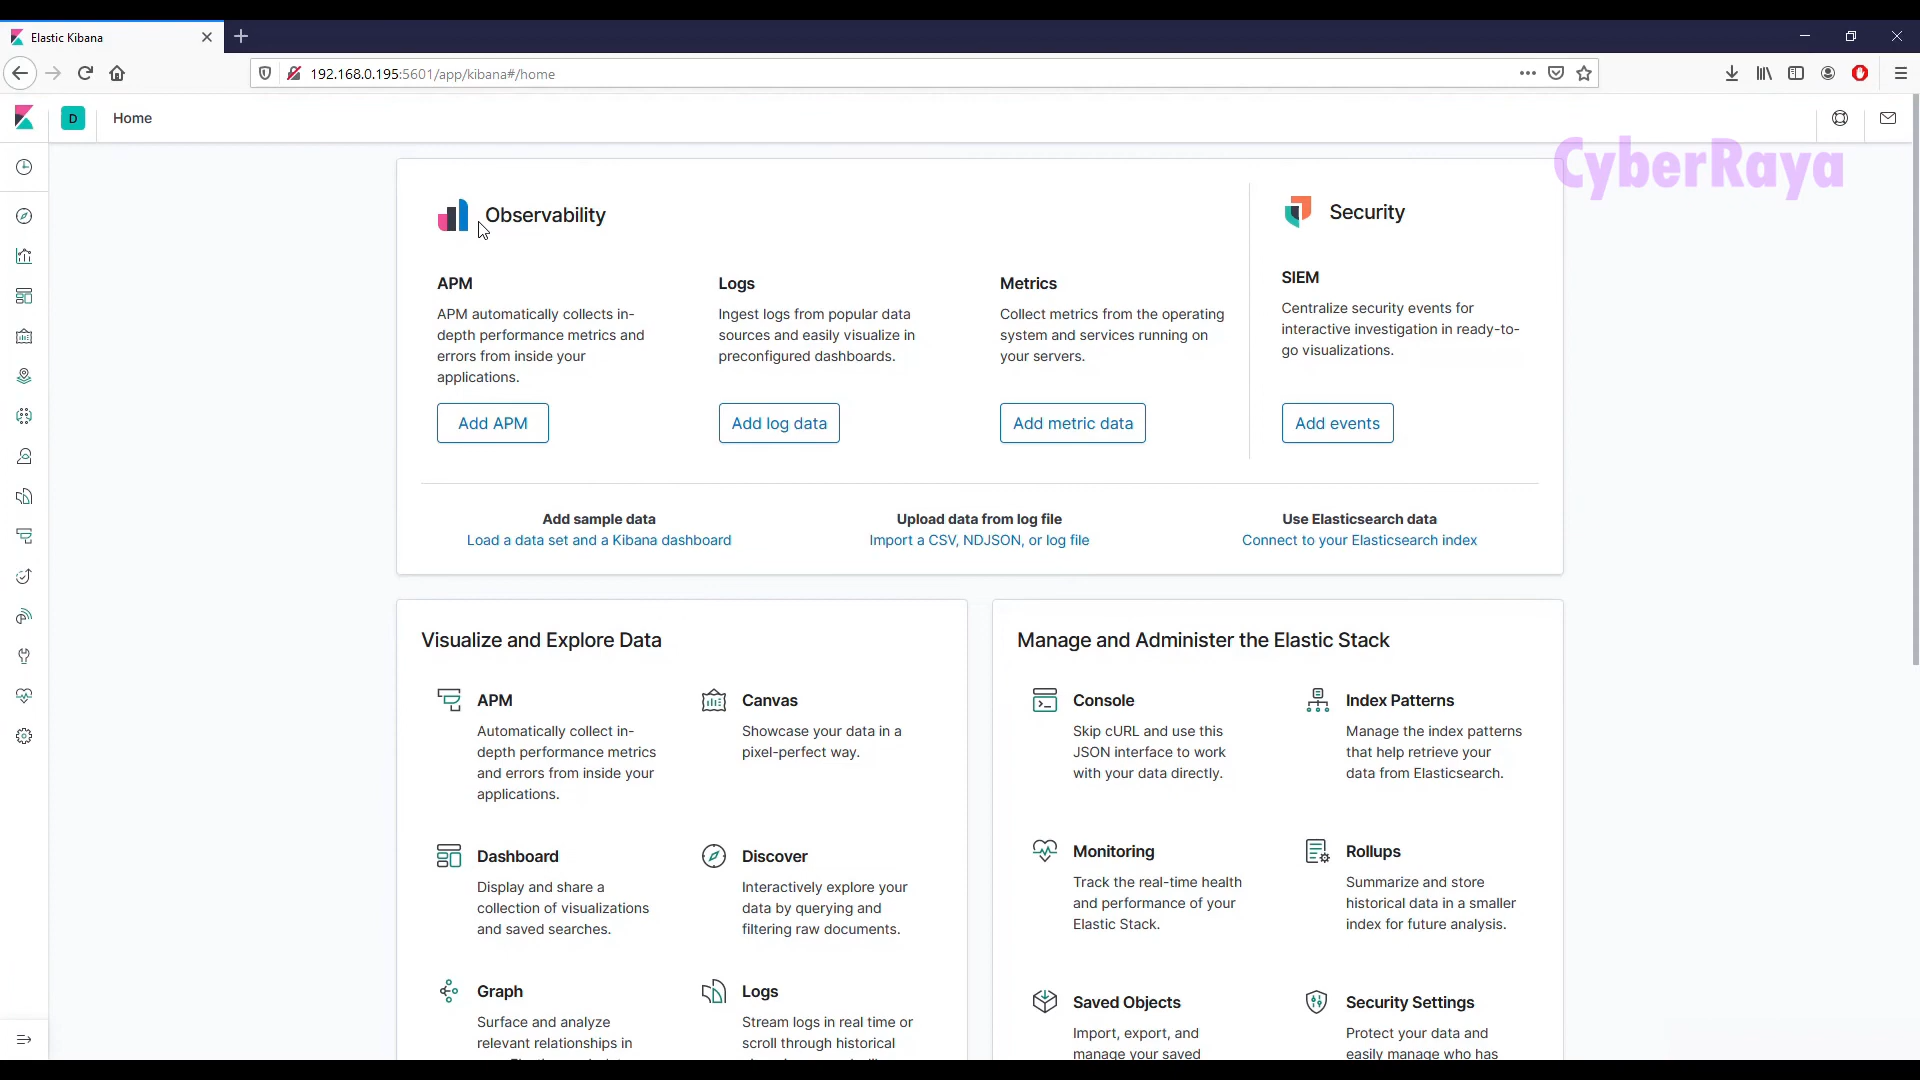 Elastic Kibana
192.168.0.195:5601/app/kibana#/home
D
Home
CyberRaya
Observability
Security
APM
APM automatically collects in-
depth performance metrics and
errors from inside your
applications.
Add APM
Logs
Ingest logs from popular data
sources and easily visualize in
preconfigured dashboards.
Add log data
Metrics
Collect metrics from the operating
system and services running on
your servers.
Add metric data
SIEM
Centralize security events for
interactive investigation in ready-to-
go visualizations.
Add events
Add sample data
Load a data set and a Kibana dashboard
Upload data from log file
Import a CSV, NDJSON, or log file
Use Elasticsearch data
Connect to your Elasticsearch index
Visualize and Explore Data
APM
Automatically collect in-
depth performance metrics
and errors from inside your
applications.
Canvas
Showcase your data in a
pixel-perfect way.
Dashboard
Display and share a
collection of visualizations
and saved searches.
Discover
Interactively explore your
data by querying and
filtering raw documents.
Graph
Surface and analyze
relevant relationships in
Logs
Stream logs in real time or
scroll through historical
Manage and Administer the Elastic Stack
Console
Skip cURL and use this
JSON interface to work
with your data directly.
Index Patterns
Manage the index patterns
that help retrieve your
data from Elasticsearch.
Monitoring
Track the real-time health
and performance of your
Elastic Stack.
Rollups
Summarize and store
historical data in a smaller
index for future analysis.
Saved Objects
Import, export, and
manage your saved
Security Settings
Protect your data and
easily manage who has